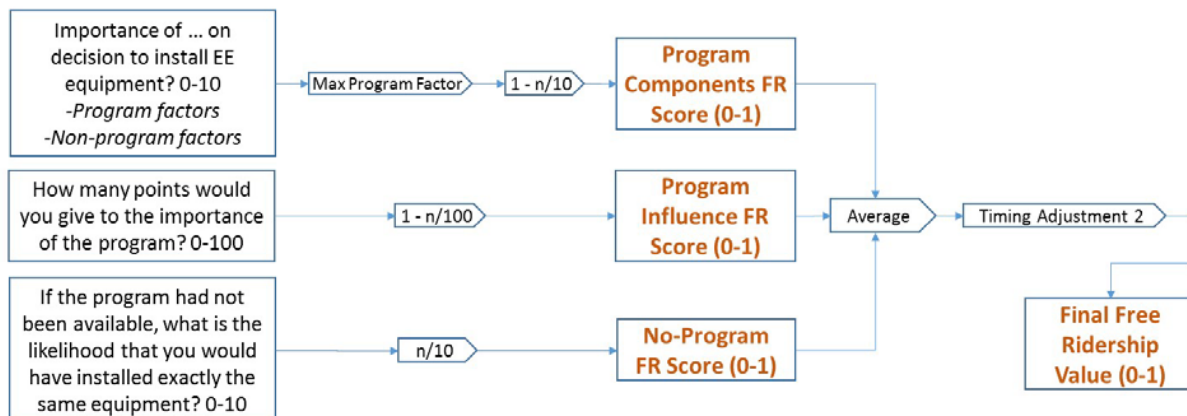 Importance of ... on
decision to install EE
equipment? 0-10
-Program factors
-Non-program factors
Max Program Factor
1 - n/10
Program
Components FR
Score (0-1)
How many points would
you give to the importance
of the program? 0-100
1 - n/100
Program
Influence FR
Score (0-1)
Average
Timing Adjustment 2
If the program had not
been available, what is the
likelihood that you would
have installed exactly the
same equipment? 0-10
n/10
No-Program
FR Score (0-1)
Final Free
Ridership
Value (0-1)